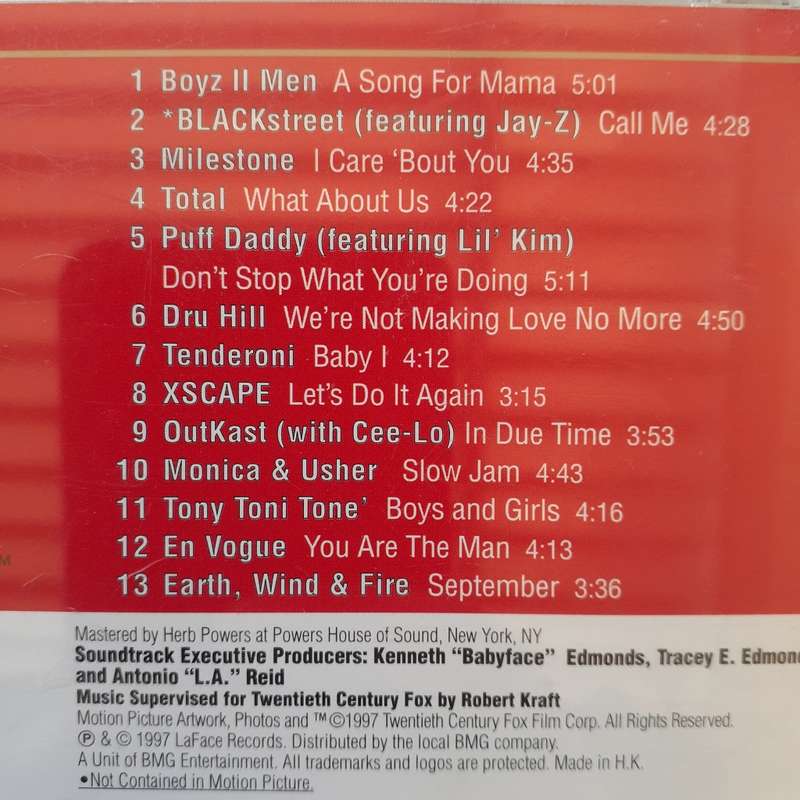 1 Boyz II Men A Song For Mama 5:01
2 *BLACKstreet (featuring Jay-Z) Call Me 4:28
3 Milestone I Care 'Bout You 4:35
4 Total What About Us 4:22
5 Puff Daddy (featuring Lil' Kim)
Don't Stop What You're Doing 5:11
6 Dru Hill We're Not Making Love No More 4:50
7 Tenderoni Baby I 4:12
8 XSCAPE Let's Do It Again 3:15
9 OutKast (with Cee-Lo) In Due Time 3:53
10 Monica & Usher Slow Jam 4:43
11 Tony Toni Tone' Boys and Girls 4:16
12 En Vogue You Are The Man 4:13
13 Earth, Wind & Fire September 3:36
Mastered by Herb Powers at Powers House of Sound, New York, NY
Soundtrack Executive Producers: Kenneth "Babyface" Edmonds, Tracey E. Edmon
and Antonio "L.A." Reid
Music Supervised for Twentieth Century Fox by Robert Kraft
Motion Picture Artwork, Photos and ™©1997 Twentieth Century Fox Film Corp. All Rights Reserved.
℗ & © 1997 LaFace Records. Distributed by the local BMG company.
A Unit of BMG Entertainment. All trademarks and logos are protected. Made in H.K.
•Not Contained in Motion Picture.